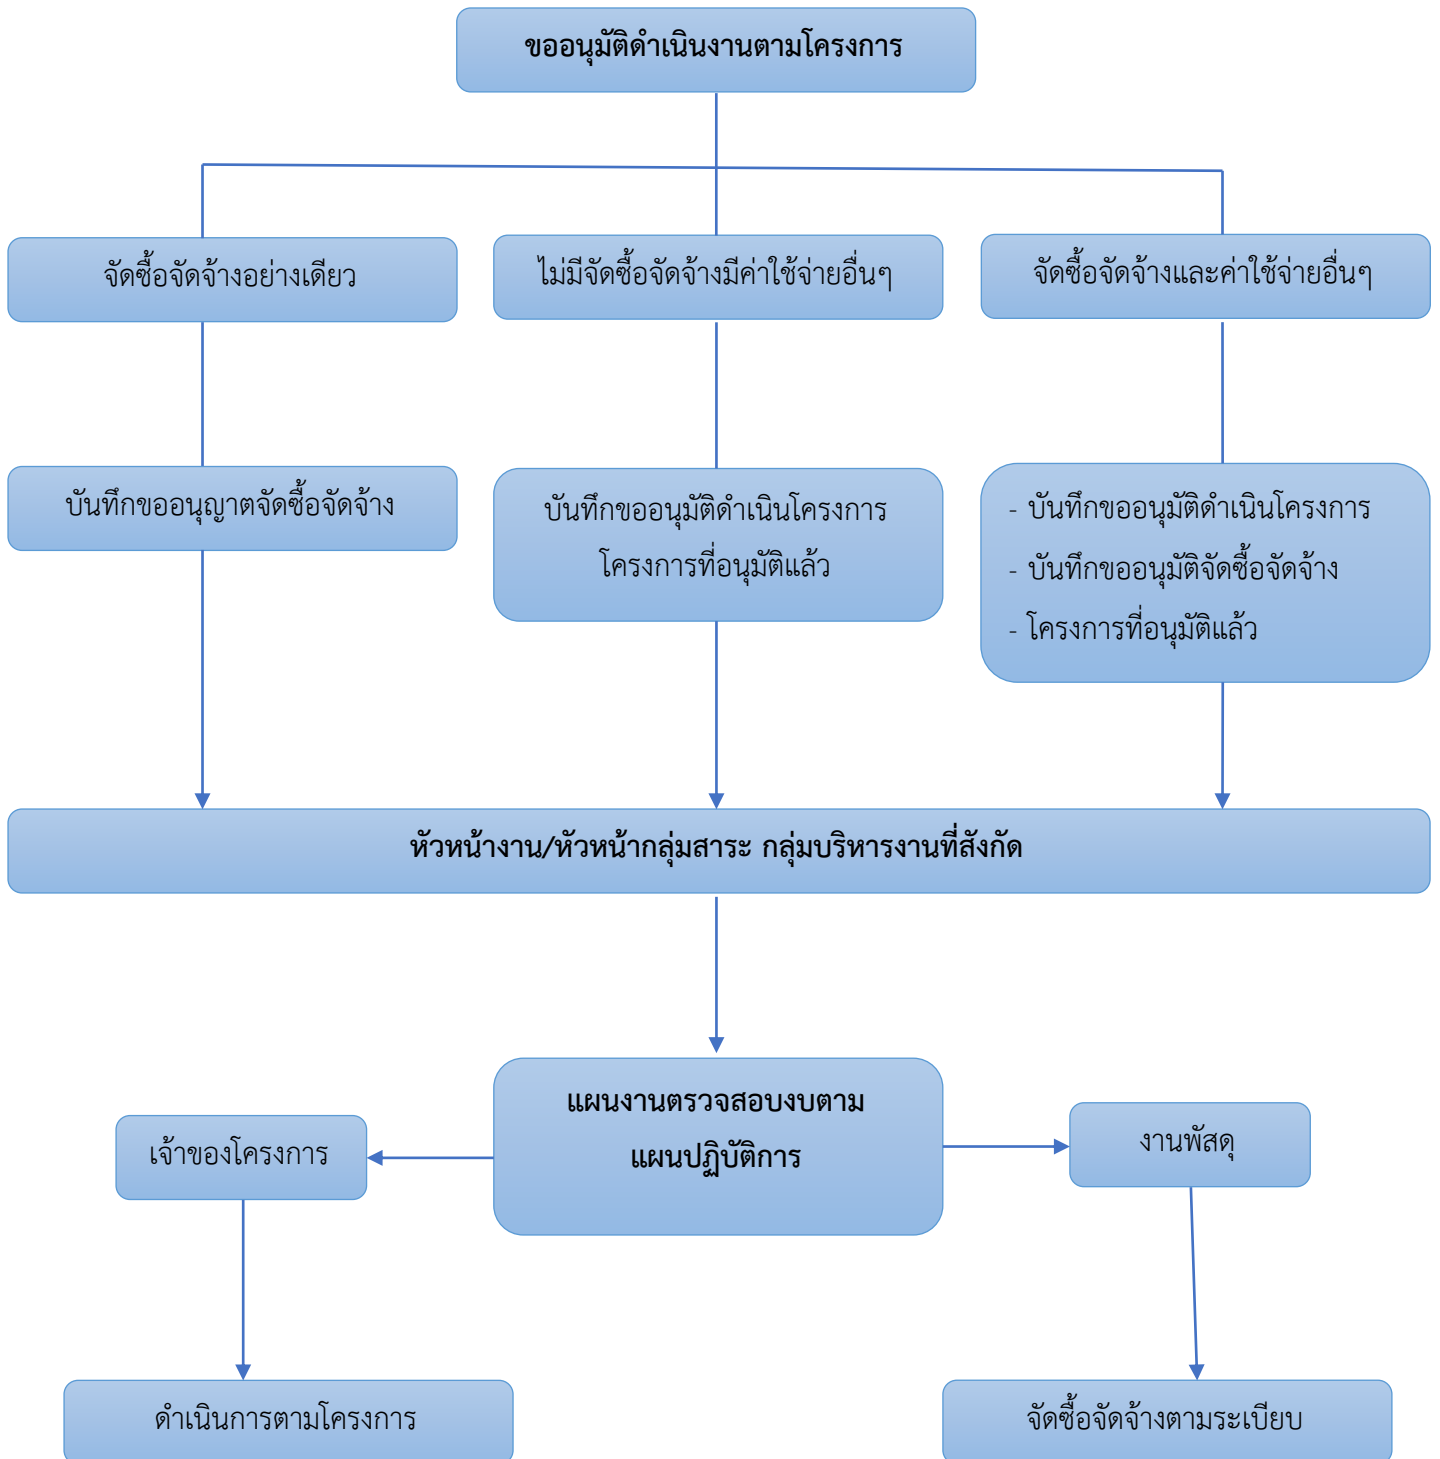 ขออนุมัติดำเนินงานตามโครงการ
จัดซื้อจัดจ้างอย่างเดียว
ไม่มีจัดซื้อจัดจ้างมีค่าใช้จ่ายอื่นๆ
จัดซื้อจัดจ้างและค่าใช้จ่ายอื่นๆ
บันทึกขออนุญาตจัดซื้อจัดจ้าง
บันทึกขออนุมัติดำเนินโครงการ
โครงการที่อนุมัติแล้ว
- บันทึกขออนุมัติดำเนินโครงการ
- บันทึกขออนุมัติจัดซื้อจัดจ้าง
- โครงการที่อนุมัติแล้ว
หัวหน้างาน/หัวหน้ากลุ่มสาระ กลุ่มบริหารงานที่สังกัด
แผนงานตรวจสอบงบตาม
แผนปฏิบัติการ
เจ้าของโครงการ
งานพัสดุ
ดำเนินการตามโครงการ
จัดซื้อจัดจ้างตามระเบียบ